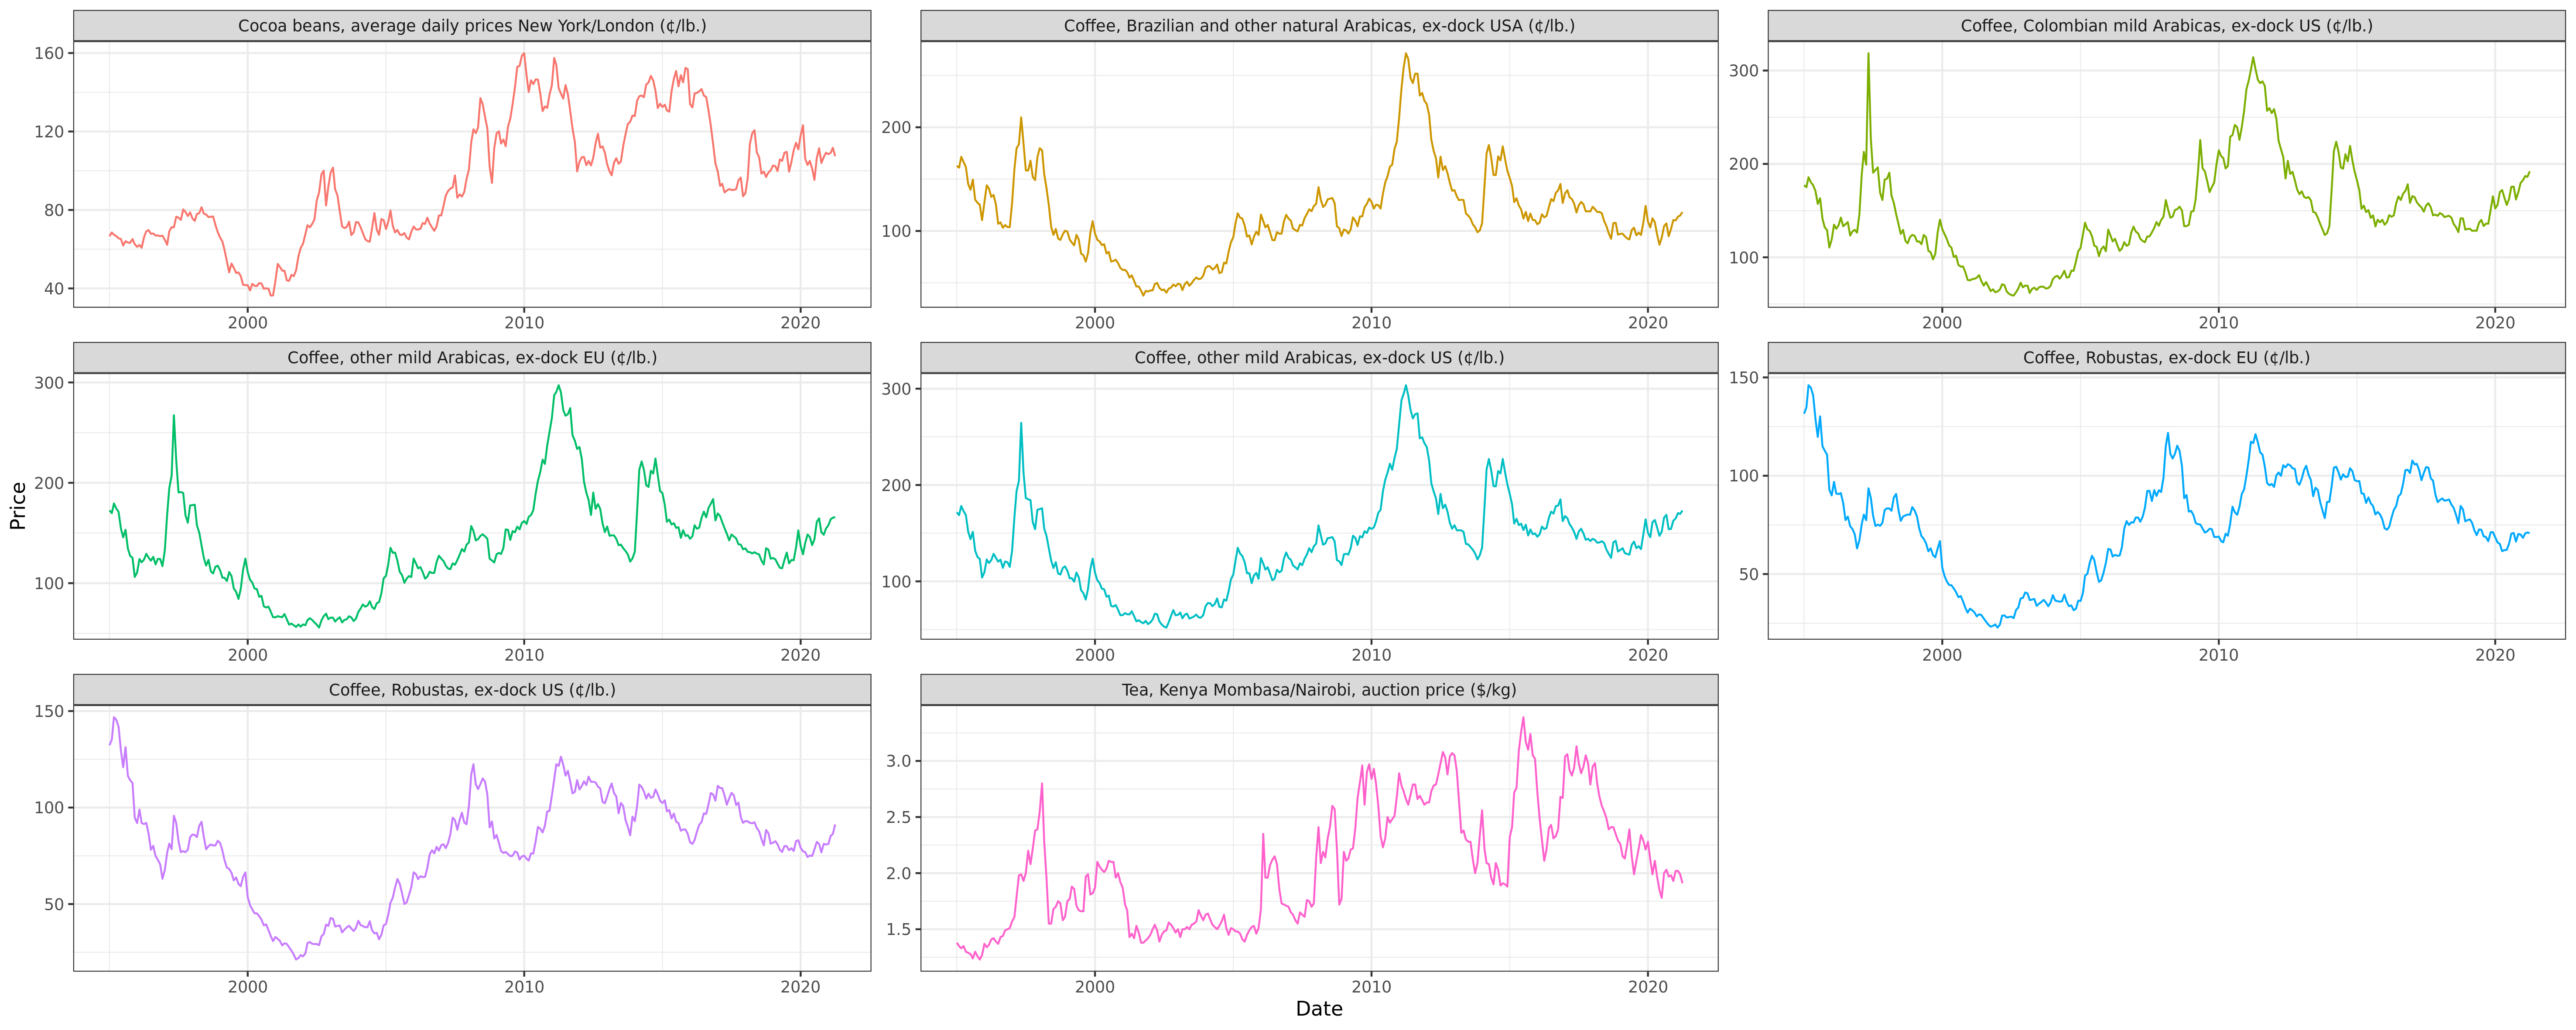 Cocoa beans, average daily prices New York/London (¢/lb.)
160
120
80
40
2000 2010 2020
Coffee, Brazilian and other natural Arabicas, ex-dock USA (¢/lb.)
200
100
2000 2010 2020
Coffee, Colombian mild Arabicas, ex-dock US (¢/lb.)
300
200
100
2000 2010 2020
Coffee, other mild Arabicas, ex-dock EU (¢/lb.)
300
200
100
2000 2010 2020
Coffee, other mild Arabicas, ex-dock US (¢/lb.)
300
200
100
2000 2010 2020
Coffee, Robustas, ex-dock EU (¢/lb.)
150
100
50
2000 2010 2020
Coffee, Robustas, ex-dock US (¢/lb.)
150
100
50
2000 2010 2020
Tea, Kenya Mombasa/Nairobi, auction price ($/kg)
3.0
2.5
2.0
1.5
2000 2010 2020
Price
Date